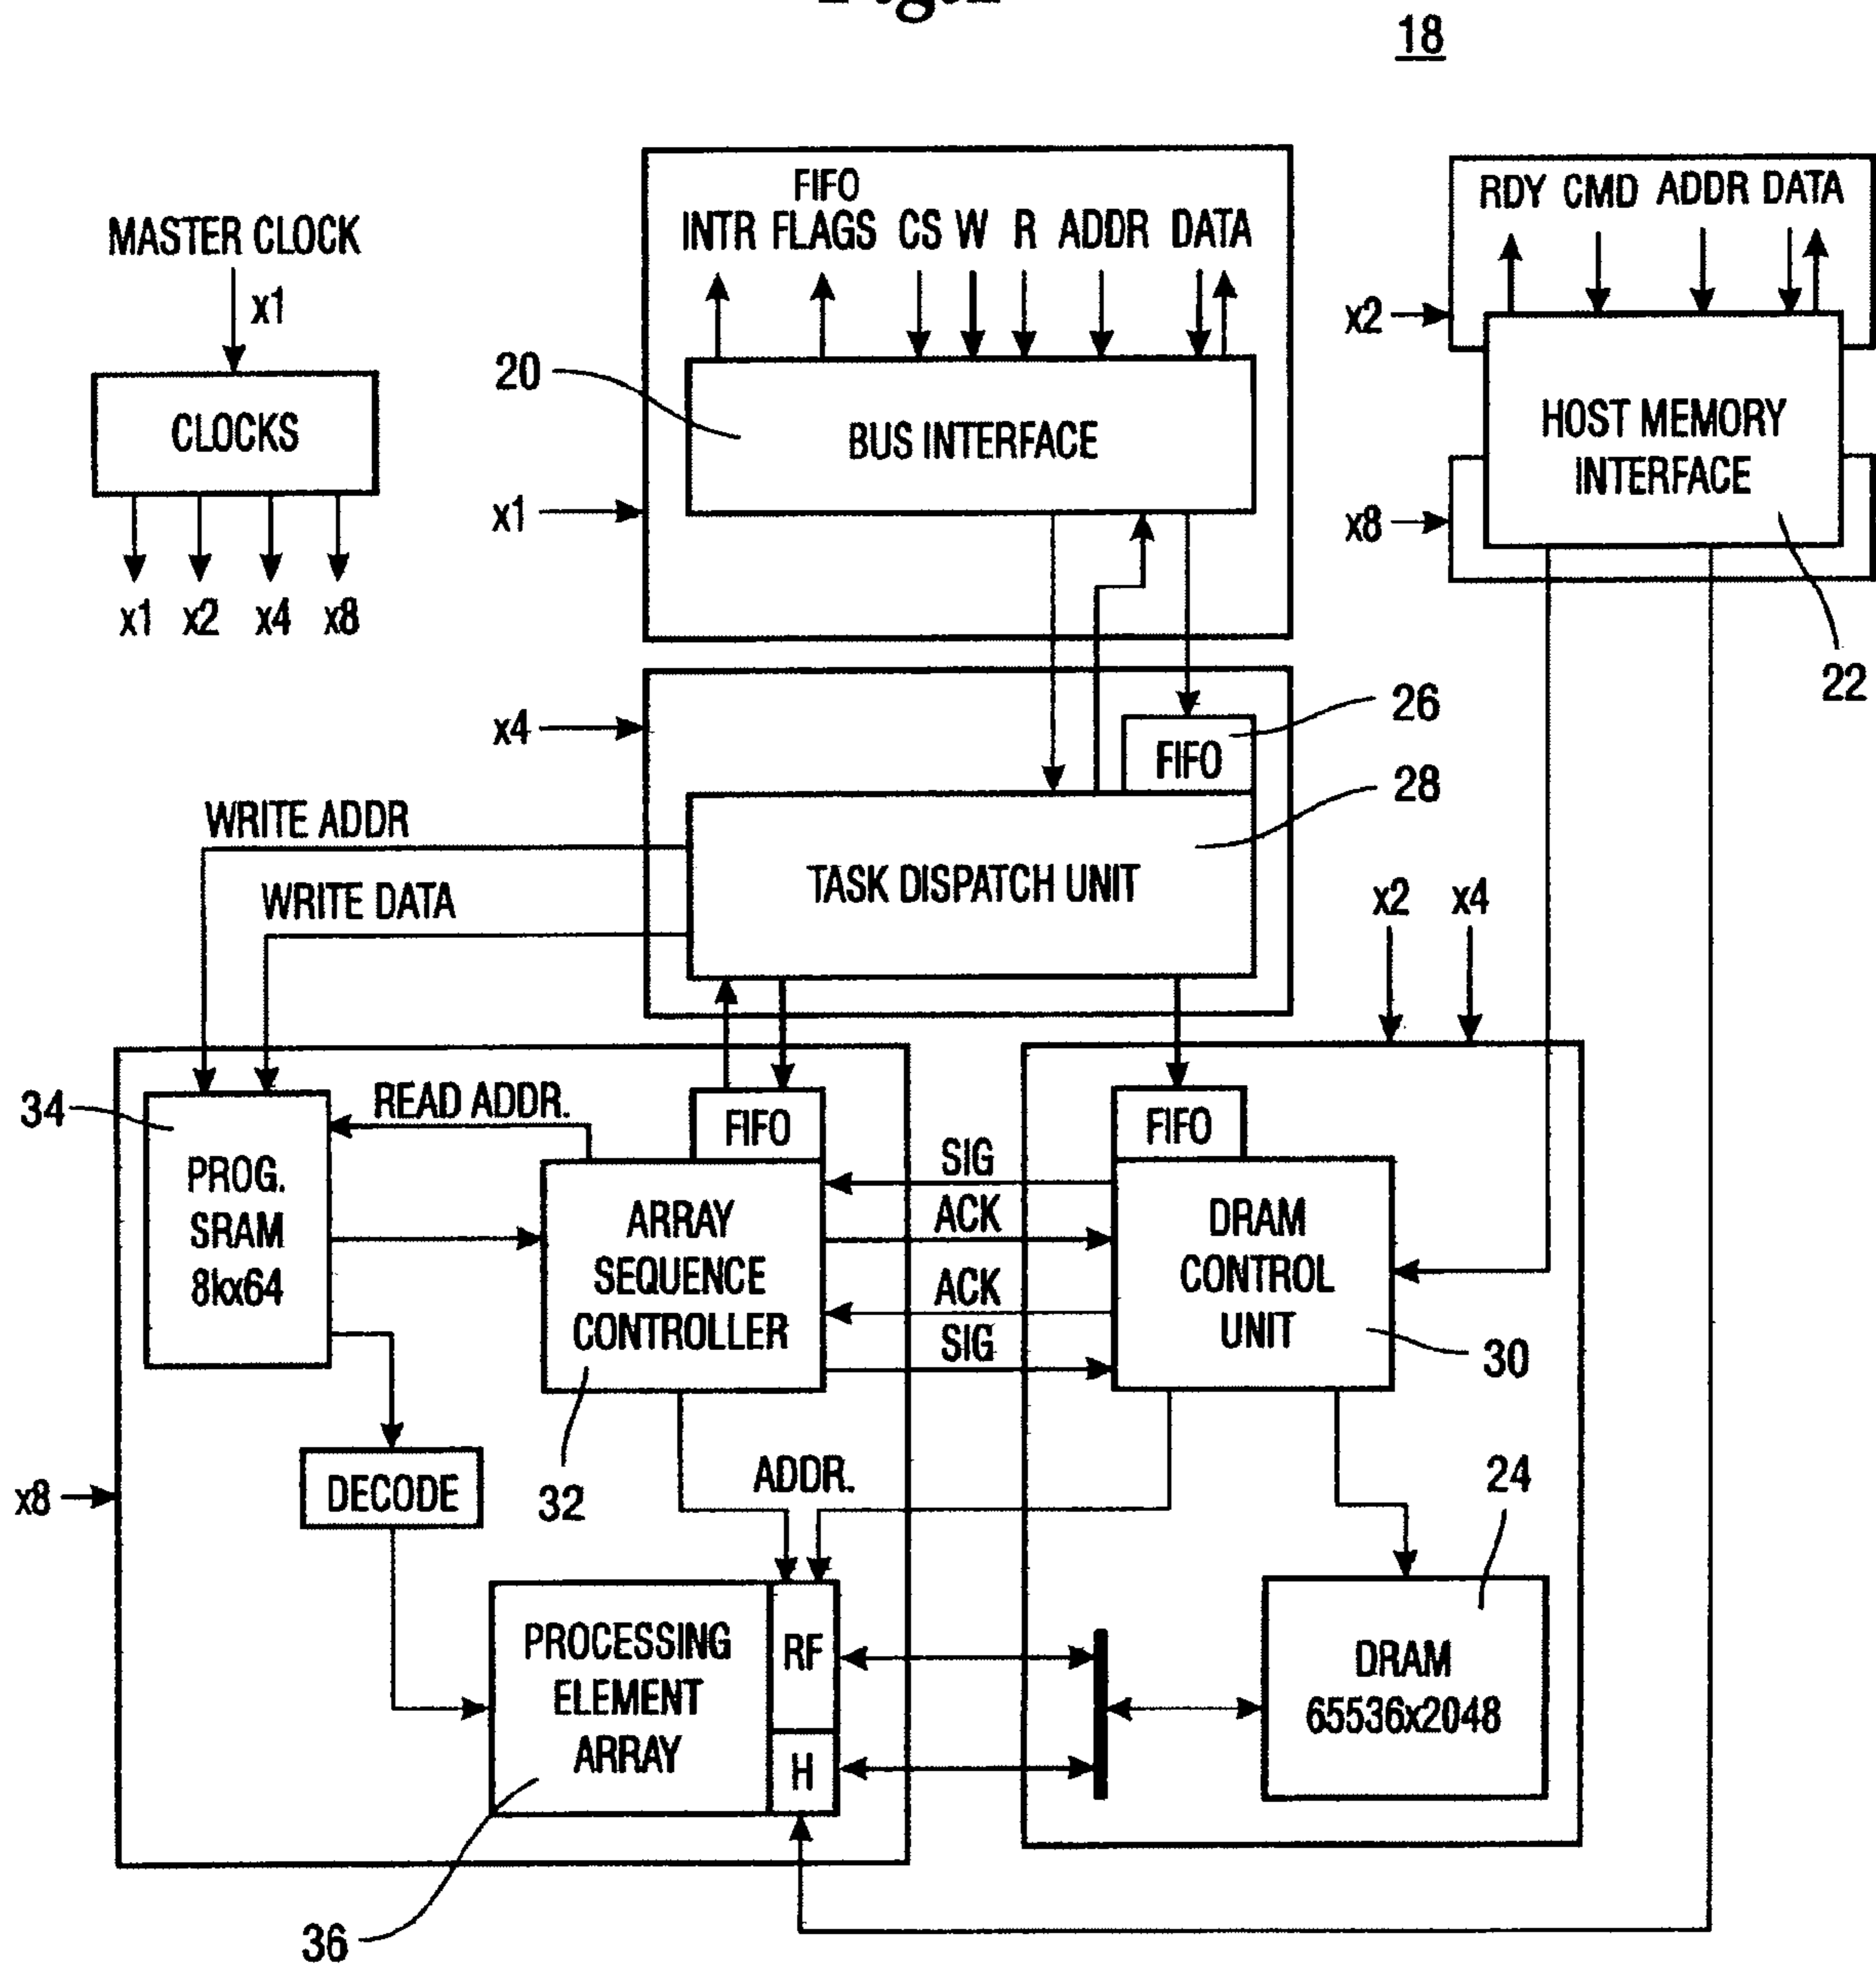 18
MASTER CLOCK
x1
CLOCKS
x1 x2 x4 x8
FIFO
INTR FLAGS CS W R ADDR DATA
20
BUS INTERFACE
x1
RDY CMD ADDR DATA
x2
HOST MEMORY
INTERFACE
x8
22
x4
26
FIFO
28
TASK DISPATCH UNIT
WRITE ADDR
WRITE DATA
x2 x4
34
READ ADDR.
FIFO
PROG.
SRAM
8kx64
ARRAY
SEQUENCE
CONTROLLER
32
SIG
ACK
ACK
SIG
FIFO
DRAM
CONTROL
UNIT
30
x8
DECODE
ADDR.
24
PROCESSING
ELEMENT
ARRAY
RF
H
DRAM
65536x2048
36